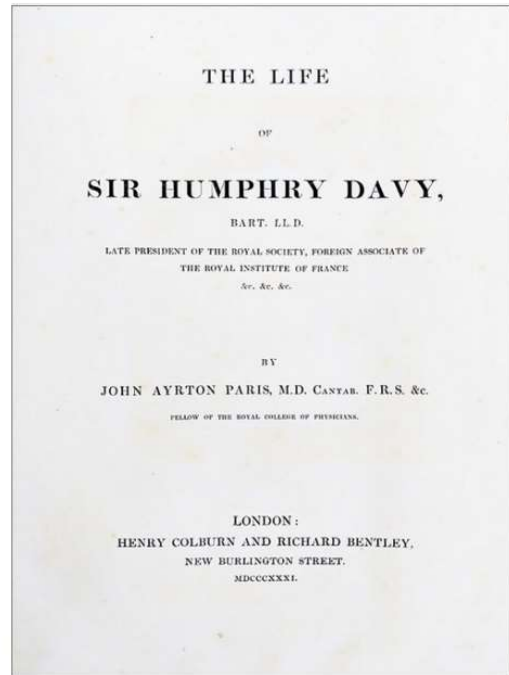 THE LIFE
OF
SIR HUMPHRY DAVY,
BART. LL.D.
LATE PRESIDENT OF THE ROYAL SOCIETY, FOREIGN ASSOCIATE OF
THE ROYAL INSTITUTE OF FRANCE
&c. &c. &c.
BY
JOHN AYRTON PARIS, M.D. CANTAB. F.R.S. &c.
FELLOW OF THE ROYAL COLLEGE OF PHYSICIANS.
LONDON:
HENRY COLBURN AND RICHARD BENTLEY,
NEW BURLINGTON STREET.
MDCCCXXXI.